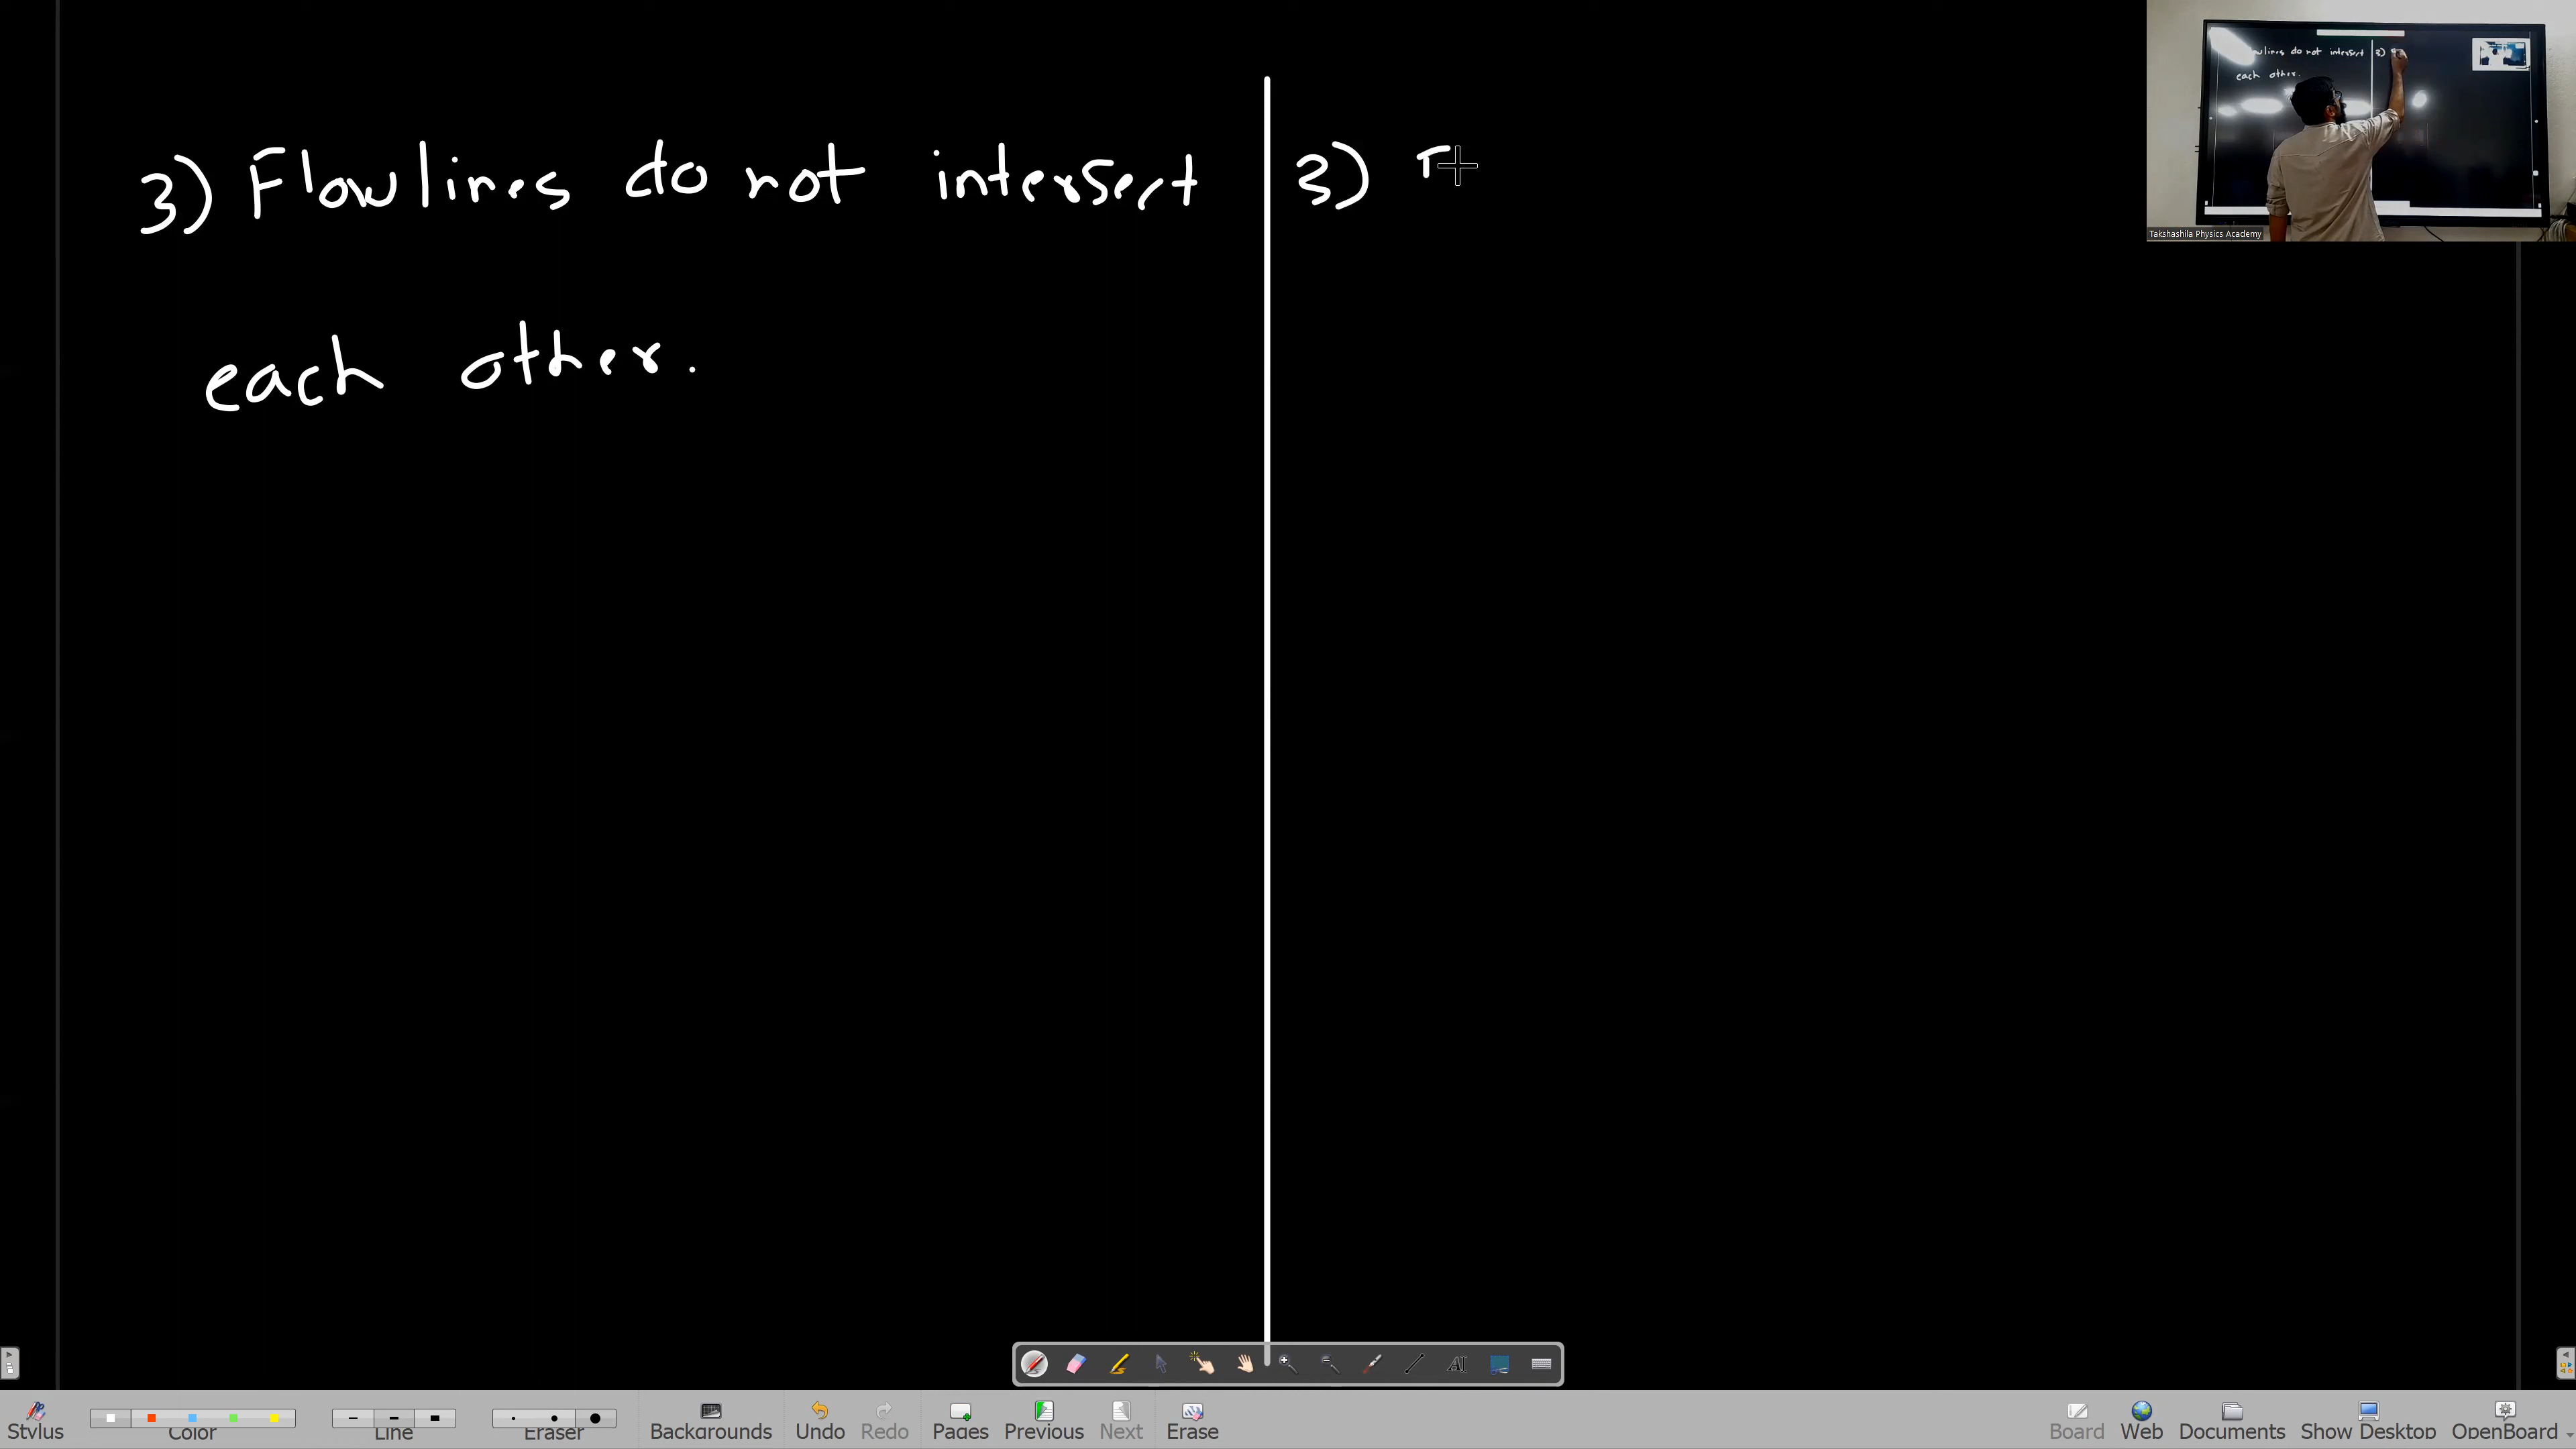 3) Flowlines do not intersect
each other.
3)
Takshashila Physics Academy
Stylus
Color
Line
Eraser
Backgrounds
Undo
Redo
Pages
Previous
Next
Erase
Board
Web
Documents
Show Desktop
OpenBoard